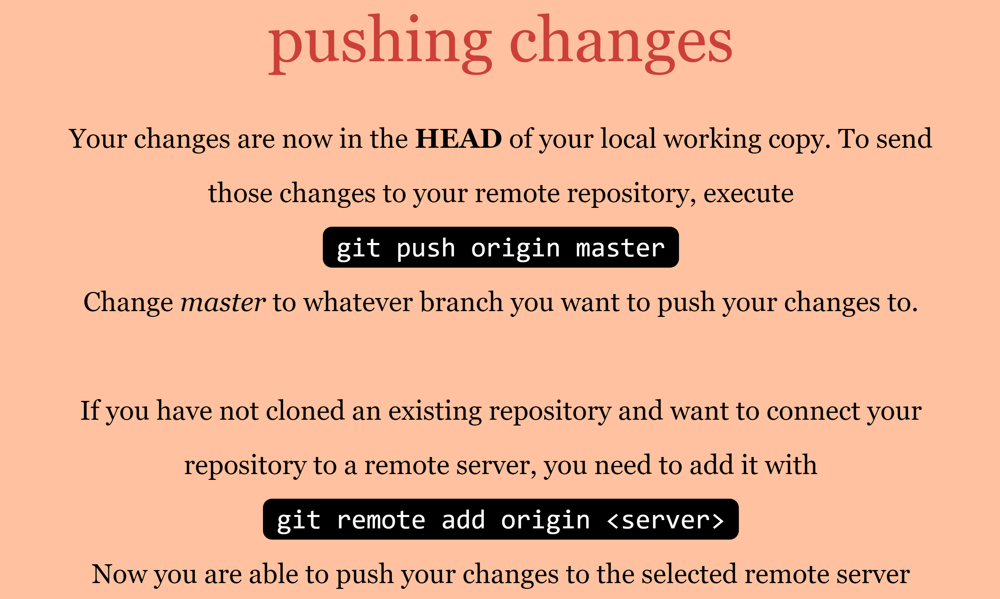 pushing changes
Your changes are now in the HEAD of your local working copy. To send
those changes to your remote repository, execute
git push origin master
Change master to whatever branch you want to push your changes to.
If you have not cloned an existing repository and want to connect your
repository to a remote server, you need to add it with
git remote add origin <server>
Now you are able to push your changes to the selected remote server